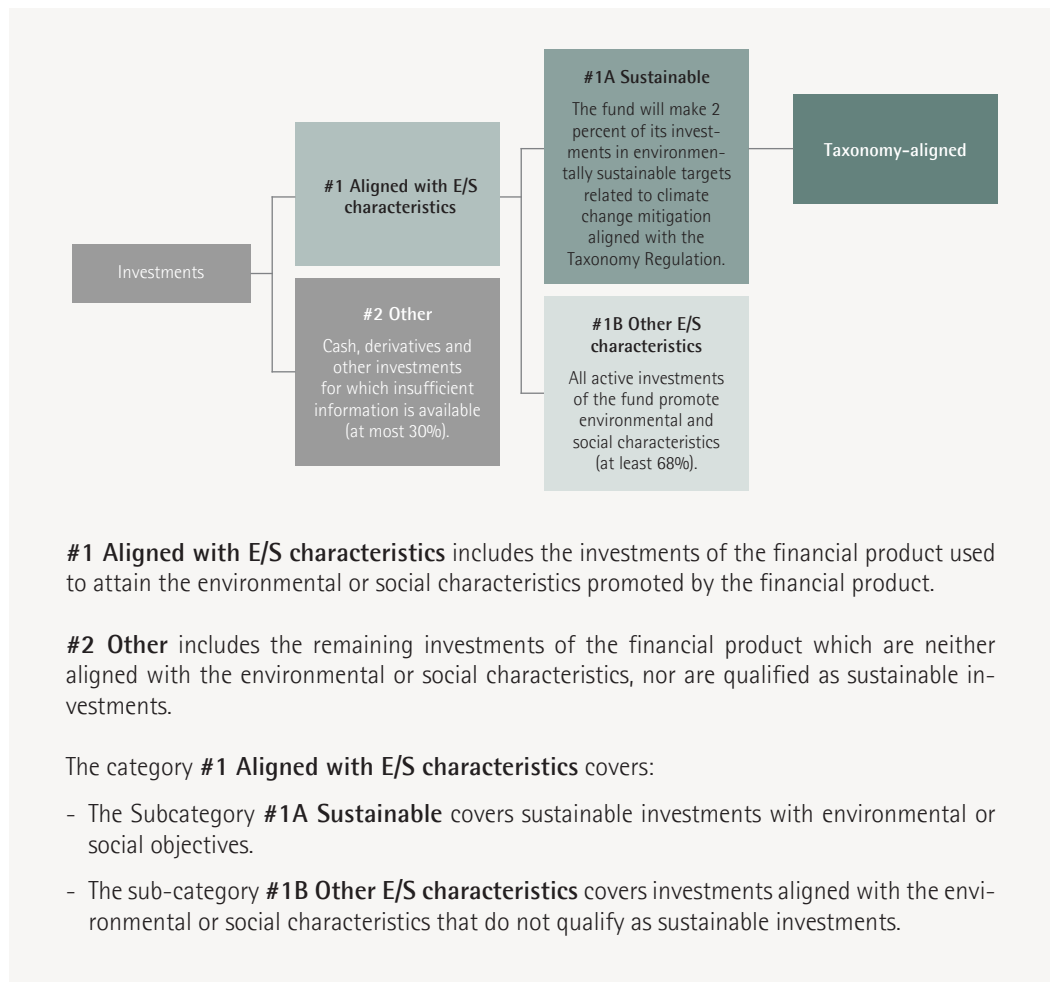 Investments
#1 Aligned with E/S
characteristics
#2 Other
Cash, derivatives and
other investments
for which insufficient
information is available
(at most 30%).
#1A Sustainable
The fund will make 2
percent of its invest-
ments in environmen-
tally sustainable targets
related to climate
change mitigation
aligned with the
Taxonomy Regulation.
#1B Other E/S
characteristics
All active investments
of the fund promote
environmental and
social characteristics
(at least 68%).
Taxonomy-aligned
#1 Aligned with E/S characteristics includes the investments of the financial product used
to attain the environmental or social characteristics promoted by the financial product.
#2 Other includes the remaining investments of the financial product which are neither
aligned with the environmental or social characteristics, nor are qualified as sustainable in-
vestments.
The category #1 Aligned with E/S characteristics covers:
- The Subcategory #1A Sustainable covers sustainable investments with environmental or
social objectives.
- The sub-category #1B Other E/S characteristics covers investments aligned with the envi-
ronmental or social characteristics that do not qualify as sustainable investments.